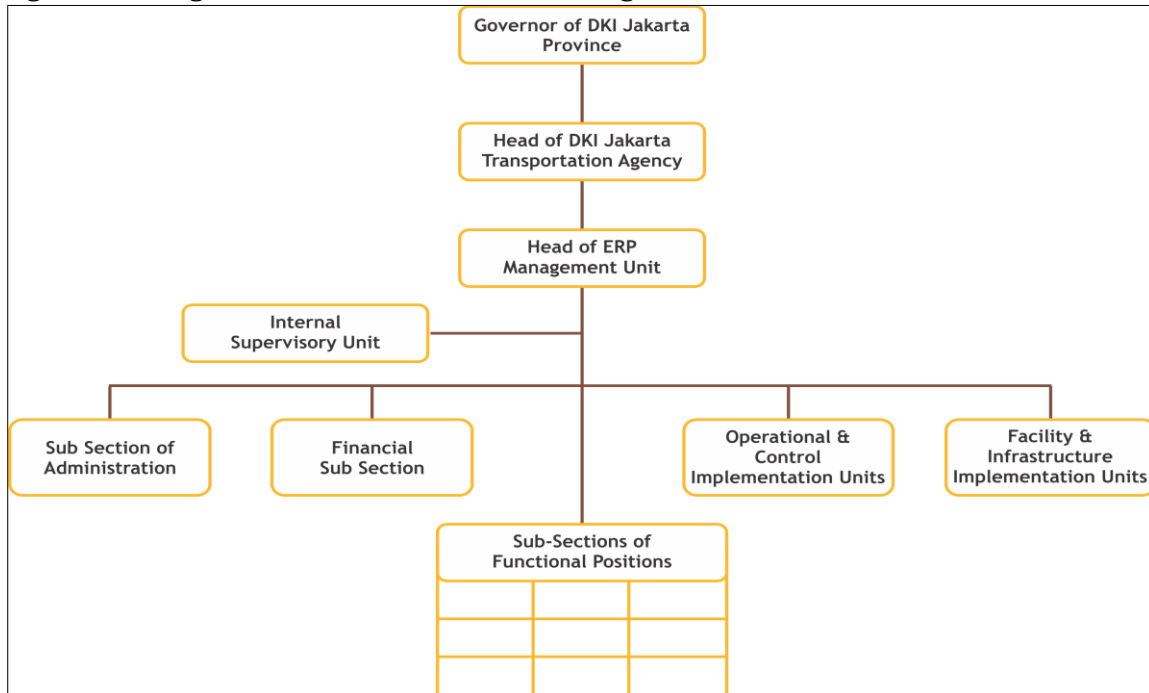 Governor of DKI Jakarta
Province
Head of DKI Jakarta
Transportation Agency
Head of ERP
Management Unit
Internal
Supervisory Unit
Sub Section of
Administration
Financial
Sub Section
Operational &
Control
Implementation Units
Facility &
Infrastructure
Implementation Units
Sub-Sections of
Functional Positions